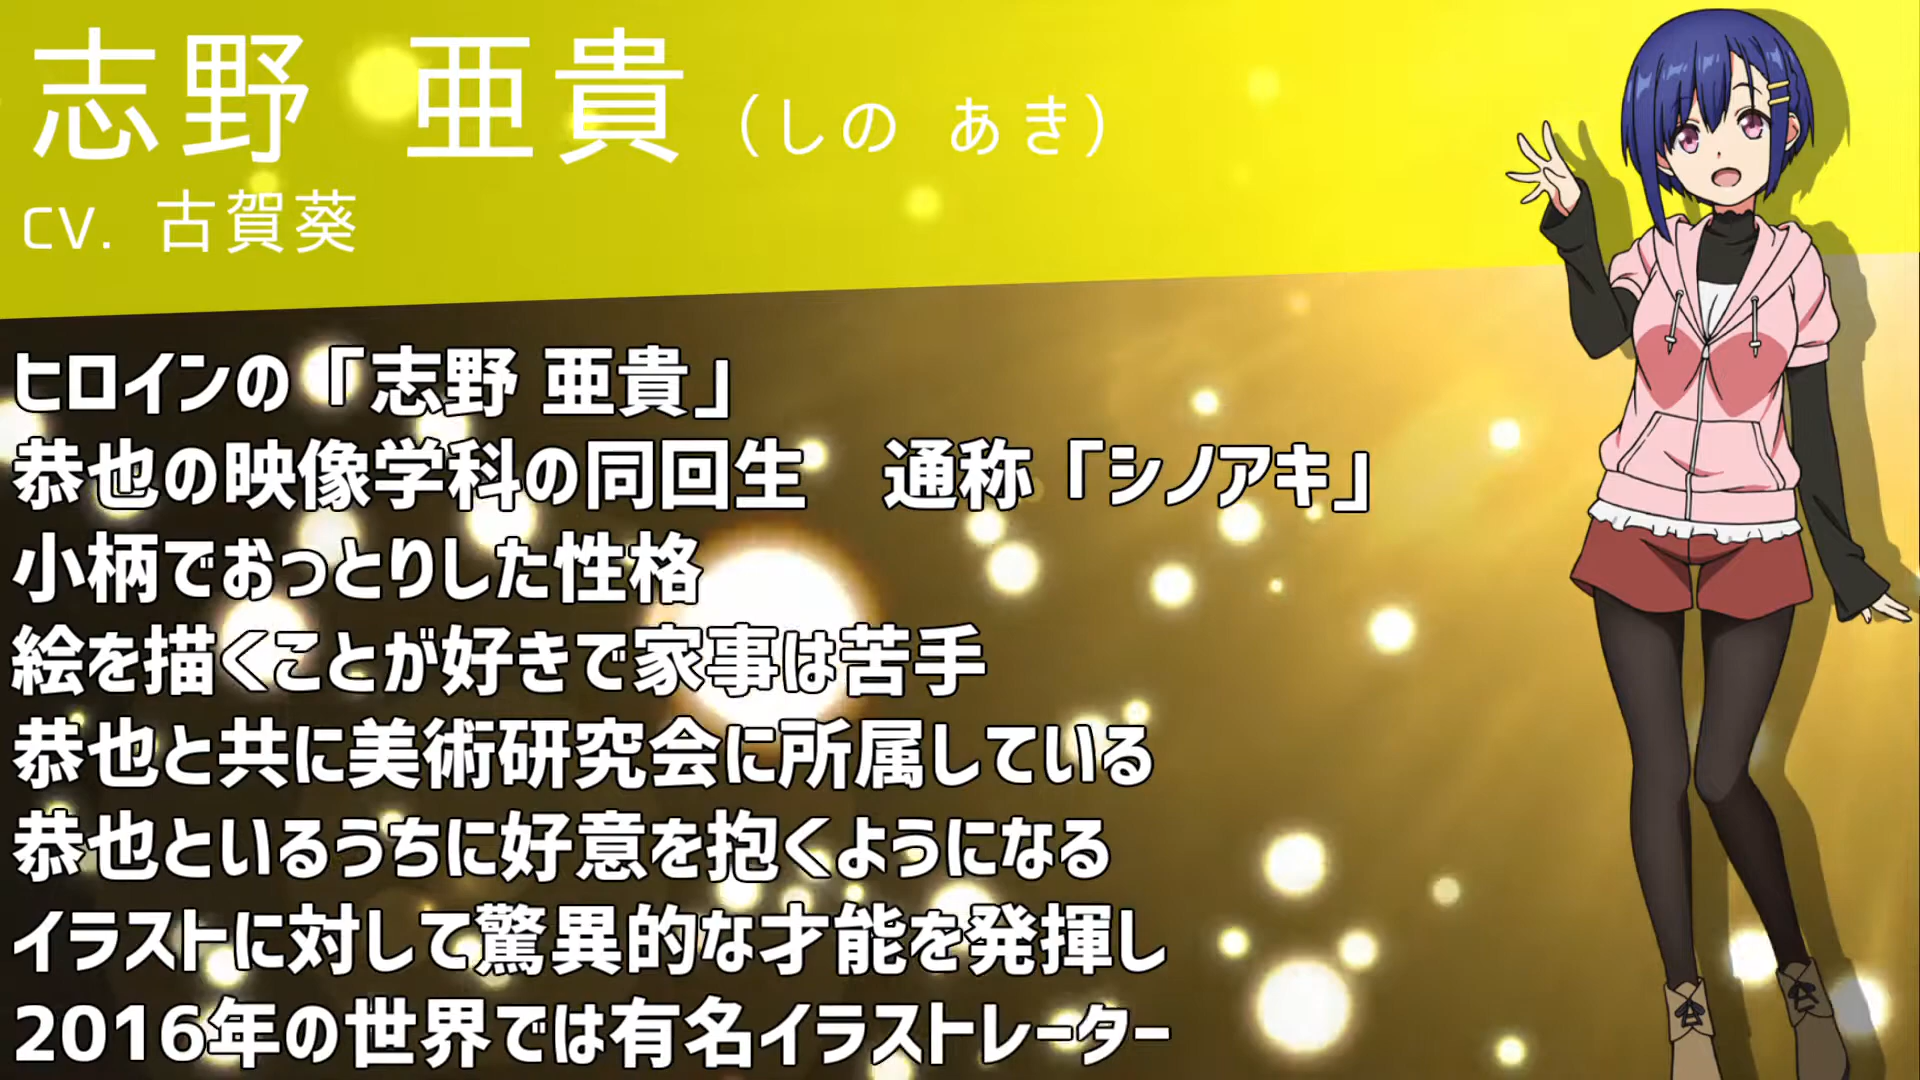 志野 亜貴（しの あき）
CV. 古賀葵
ヒロインの「志野 亜貴」
恭也の映像学科の同回生　通称「シノアキ」
小柄でおっとりした性格
絵を描くことが好きで家事は苦手
恭也と共に美術研究会に所属している
恭也といるうちに好意を抱くようになる
イラストに対して驚異的な才能を発揮し
2016年の世界では有名イラストレーター